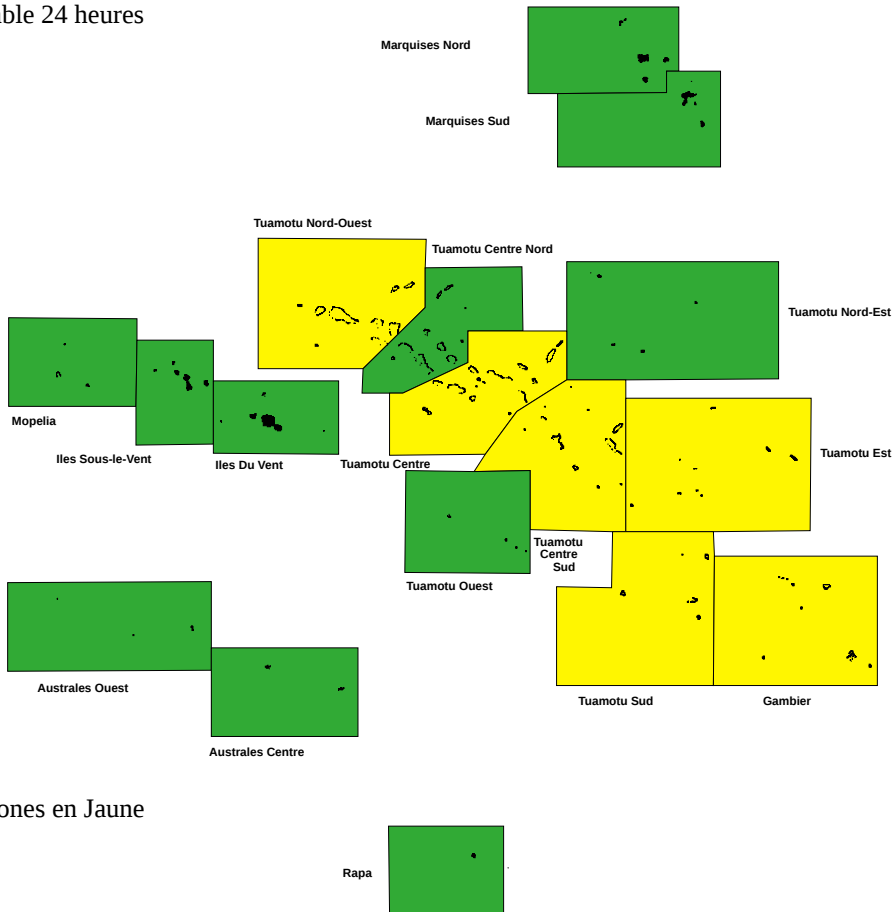 24 heures
Marquises Nord
Marquises Sud
Tuamotu Nord-Ouest
Tuamotu Centre Nord
Tuamotu Nord-Est
Mopelia
Iles Sous-le-Vent
Iles Du Vent
Tuamotu Centre
Tuamotu Est
Tuamotu
Centre
Sud
Tuamotu Ouest
Australes Ouest
Tuamotu Sud
Gambier
Australes Centre
en Jaune
Rapa